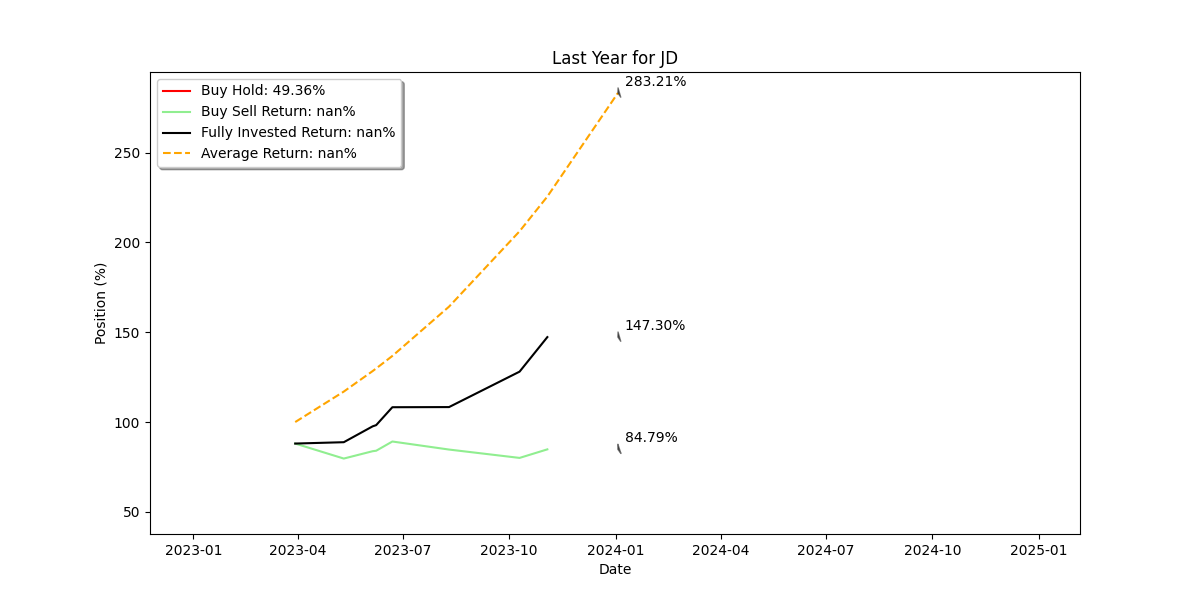 Last Year for JD
Buy Hold: 49.36%
Buy Sell Return: nan%
Fully Invested Return: nan%
Average Return: nan%
283.21%
147.30%
84.79%
Position (%)
250
200
150
100
50
2023-01 2023-04 2023-07 2023-10 2024-01 2024-04 2024-07 2024-10 2025-01
Date